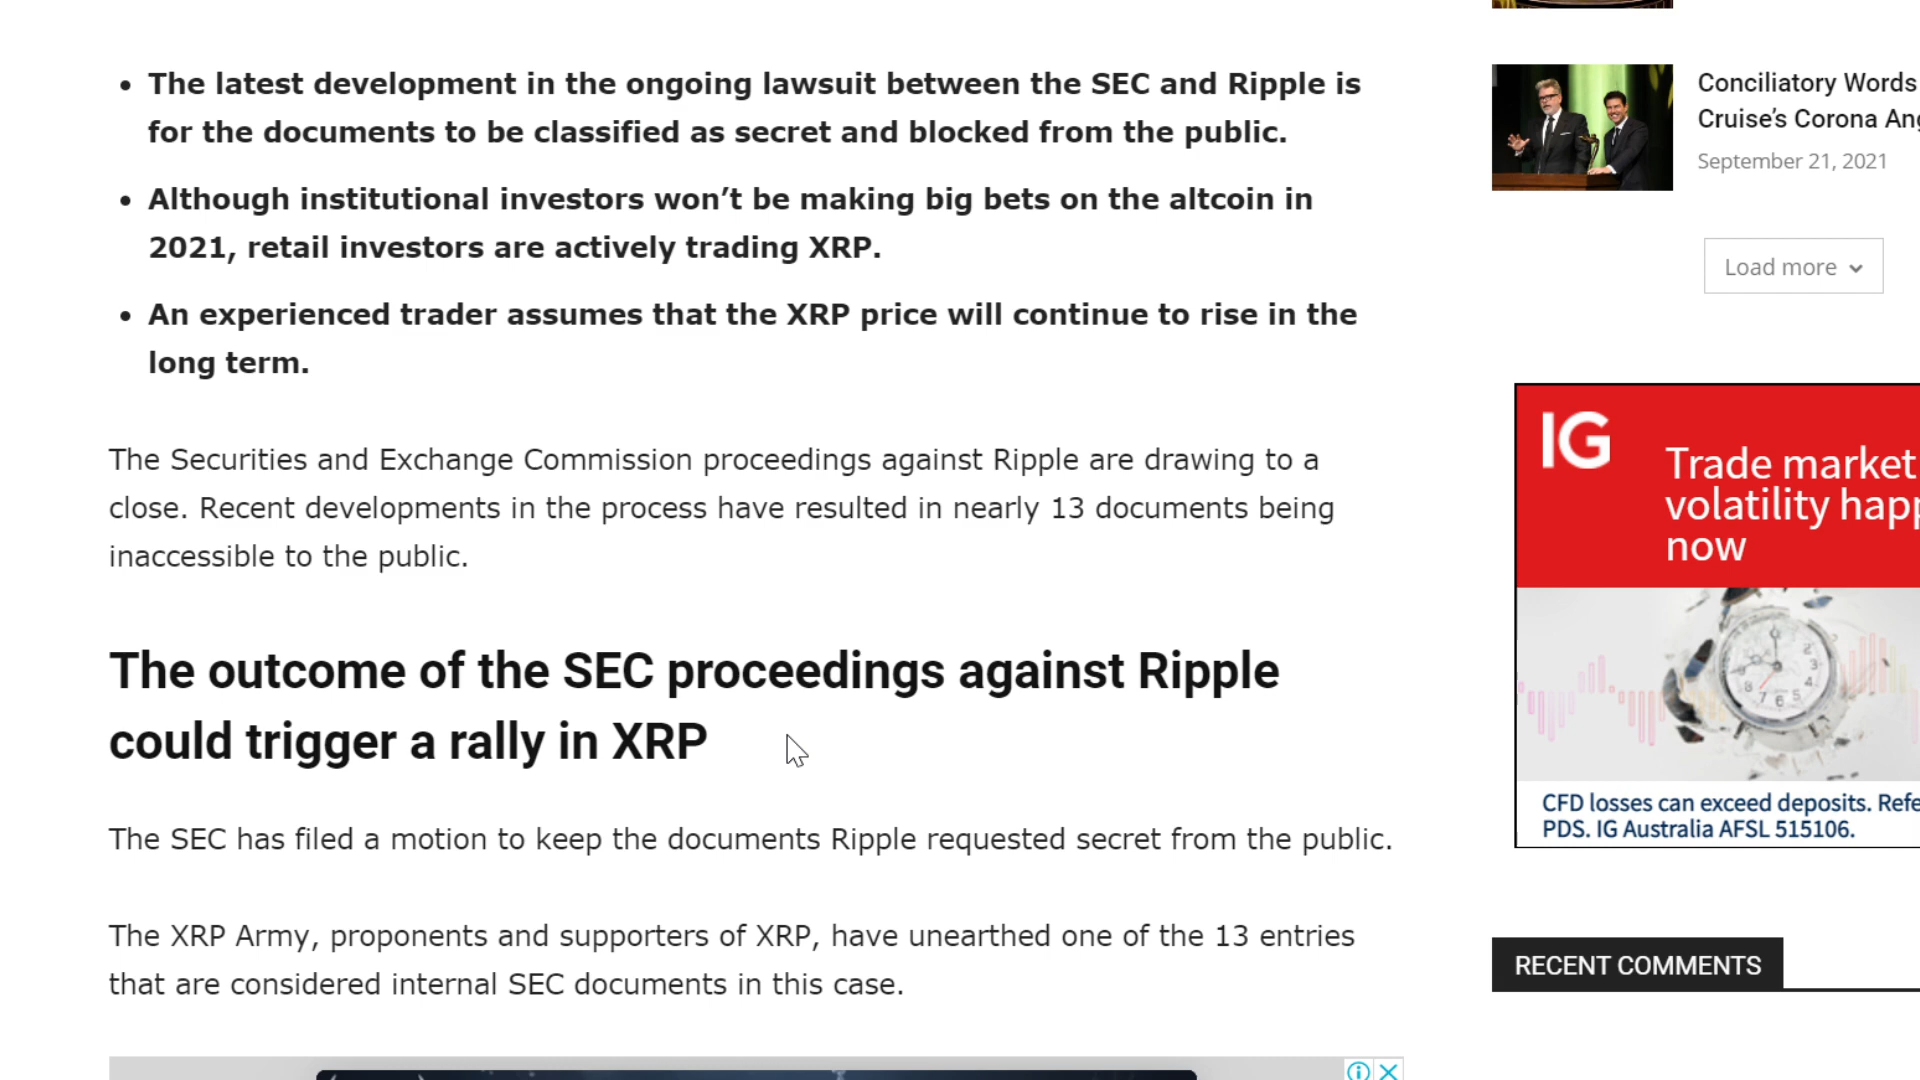 The latest development in the ongoing lawsuit between the SEC and Ripple is
for the documents to be classified as secret and blocked from the public.
Although institutional investors won’t be making big bets on the altcoin in
2021, retail investors are actively trading XRP.
An experienced trader assumes that the XRP price will continue to rise in the
long term.
The Securities and Exchange Commission proceedings against Ripple are drawing to a
close. Recent developments in the process have resulted in nearly 13 documents being
inaccessible to the public.
The outcome of the SEC proceedings against Ripple
could trigger a rally in XRP
The SEC has filed a motion to keep the documents Ripple requested secret from the public.
The XRP Army, proponents and supporters of XRP, have unearthed one of the 13 entries
that are considered internal SEC documents in this case.
Conciliatory Words
Cruise’s Corona
September 21, 2021
Load more
IG
Trade market
volatility
now
CFD losses can exceed deposits.
PDS. IG Australia AFSL 515106.
RECENT COMMENTS